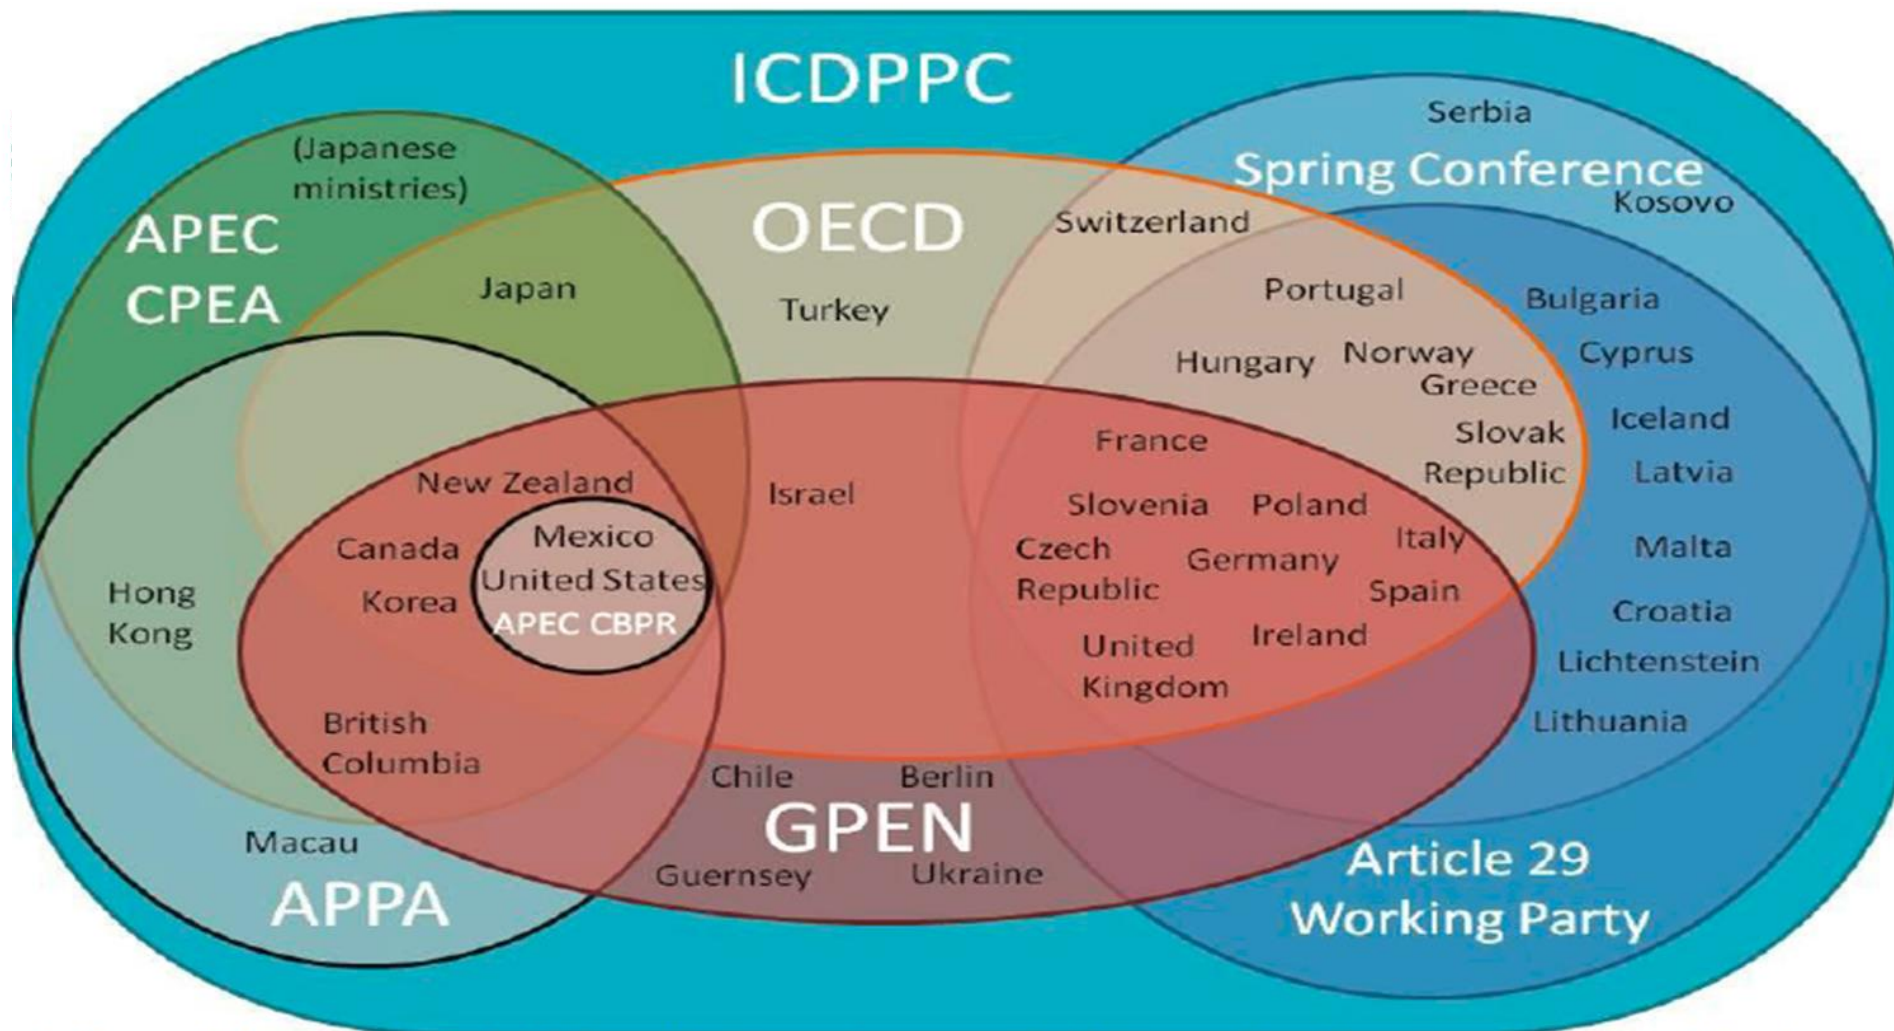 ICDPPC
(Japanese
ministries)
APEC
CPEA
Japan
OECD
Turkey
Switzerland
Serbia
Spring Conference
Kosovo
Portugal
Hungary
Norway
Greece
Slovak
Republic
Bulgaria
Cyprus
Iceland
Latvia
Malta
Croatia
Lichtenstein
Lithuania
New Zealand
Canada
Korea
Mexico
United States
APEC CBPR
Israel
France
Slovenia
Poland
Czech
Republic
Germany
Italy
Spain
United
Kingdom
Ireland
Hong
Kong
British
Columbia
Macau
APPA
Chile
Berlin
GPEN
Guernsey
Ukraine
Article 29
Working Party